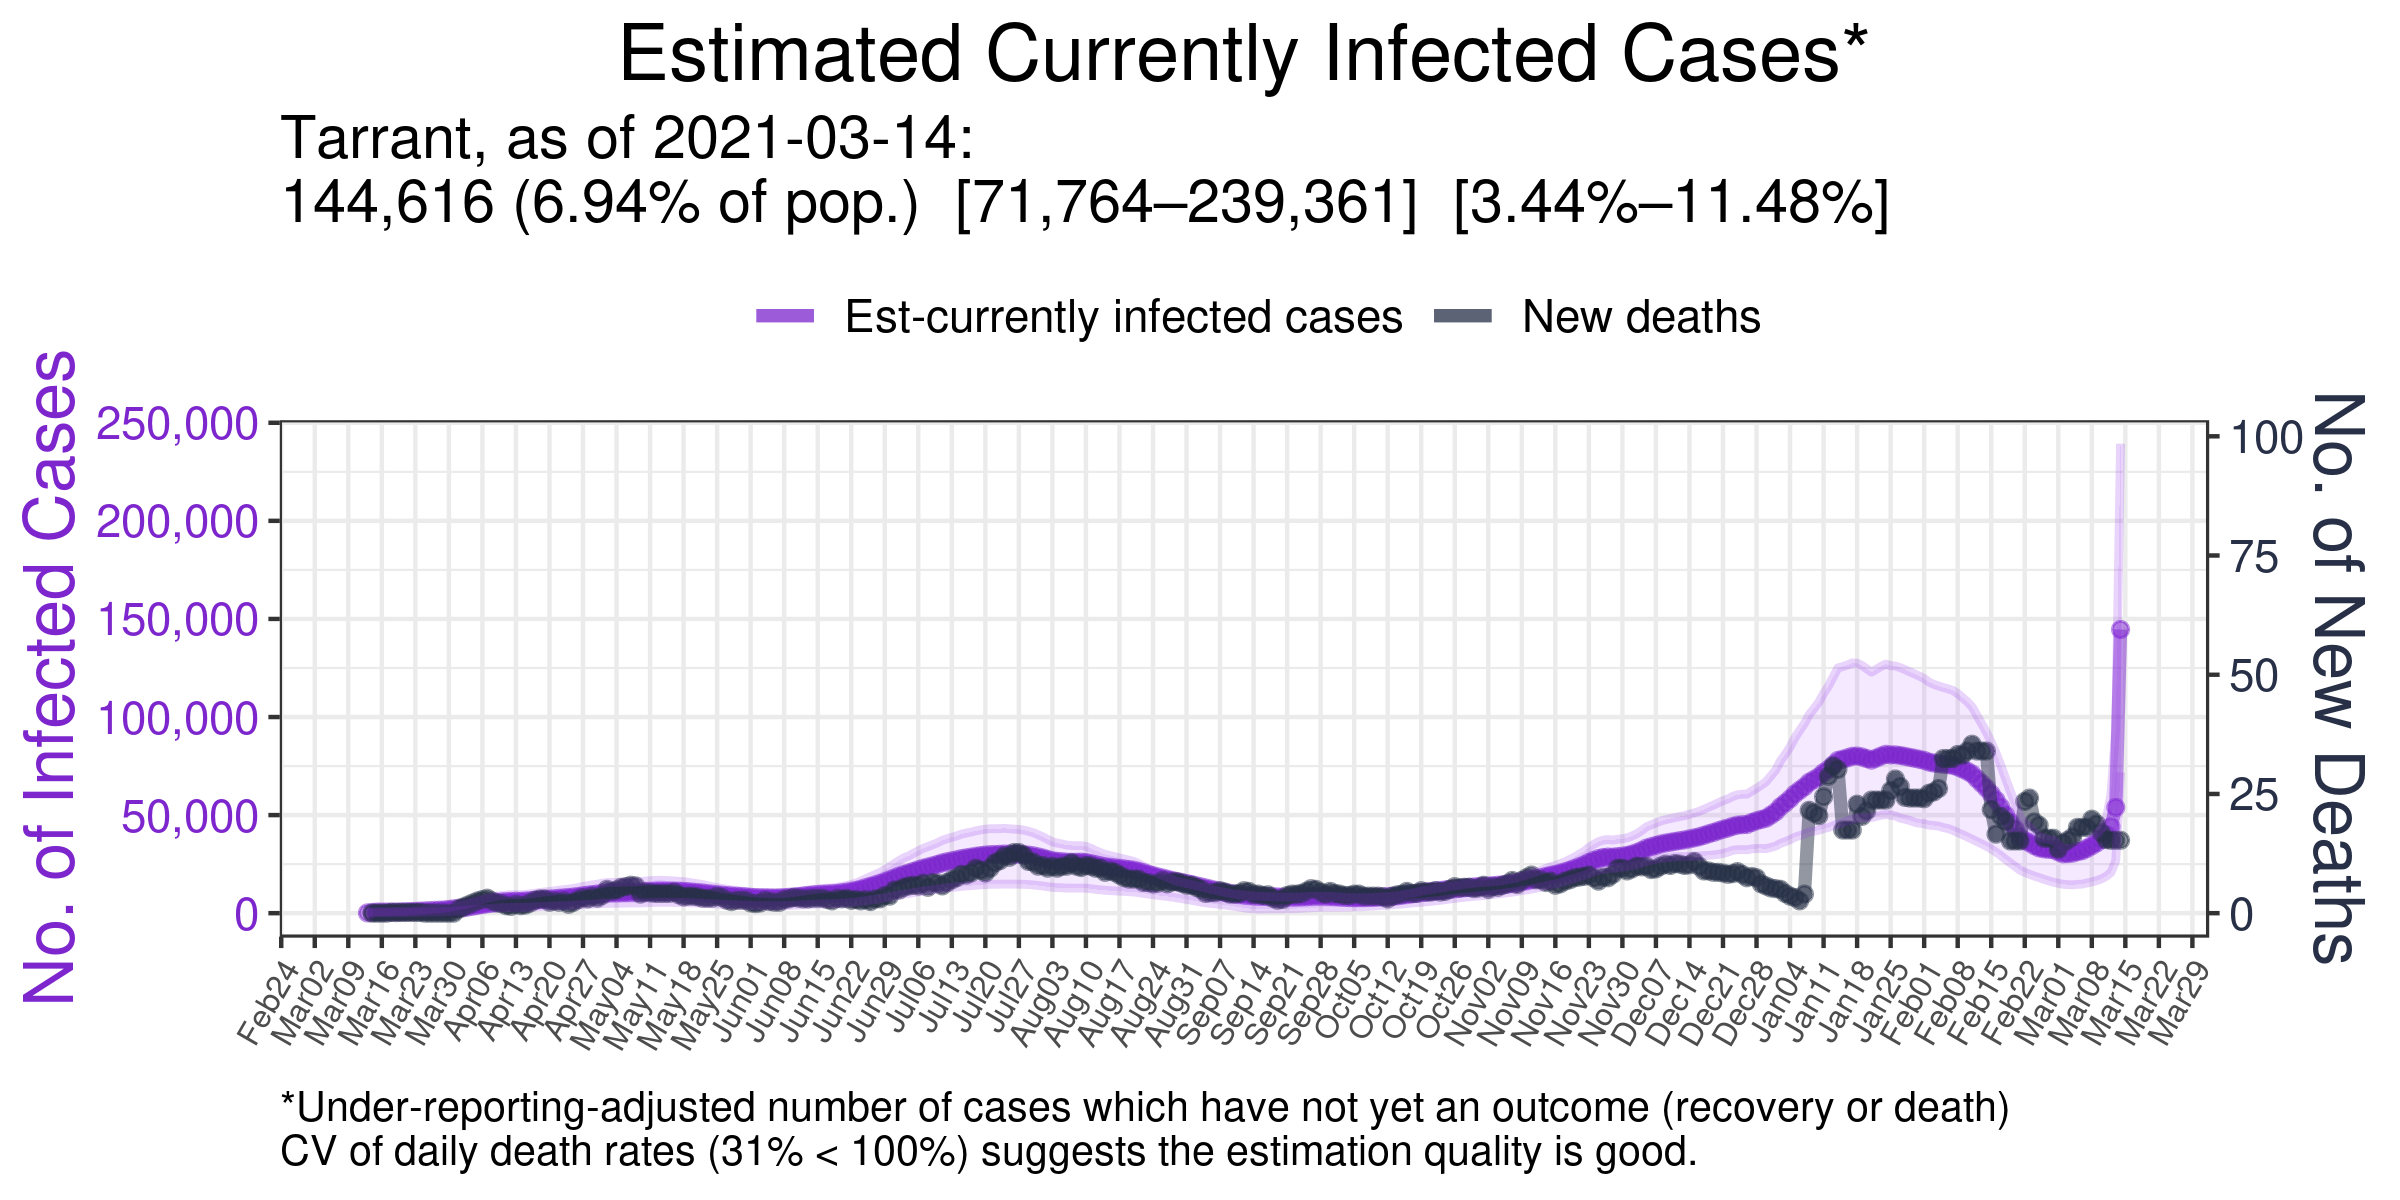 Estimated Currently Infected Cases*
Tarrant, as of 2021-03-14:
144,616 (6.94% of pop.) [71,764–239,361] [3.44%–11.48%]
Est-currently infected cases New deaths
No. of Infected Cases
250,000
200,000
150,000
100,000
50,000
0
No. of New Deaths
100
75
50
25
0
Feb24 Mar02 Mar09 Mar16 Mar23 Mar30 Apr06 Apr13 Apr20 Apr27 May04 May11 May18 May25 Jun01 Jun08 Jun15 Jun22 Jun29 Jul06 Jul13 Jul20 Jul27 Aug03 Aug10 Aug17 Aug24 Aug31 Sep07 Sep14 Sep21 Sep28 Oct05 Oct12 Oct19 Oct26 Nov02 Nov09 Nov16 Nov23 Nov30 Dec07 Dec14 Dec21 Dec28 Jan04 Jan11 Jan18 Jan25 Feb01 Feb08 Feb15 Feb22 Mar01 Mar08 Mar15 Mar22 Mar29
*Under-reporting-adjusted number of cases which have not yet an outcome (recovery or death)
CV of daily death rates (31% < 100%) suggests the estimation quality is good.